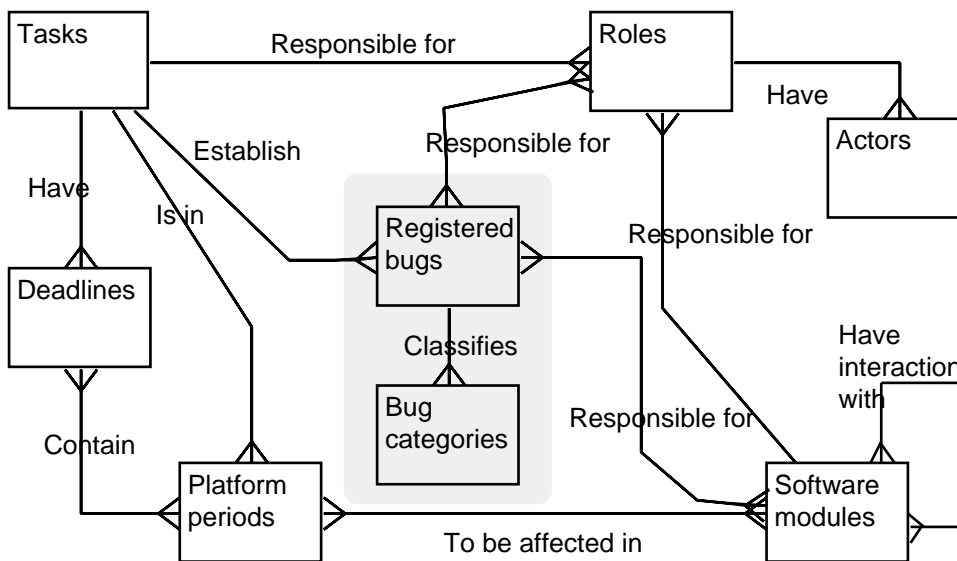 Tasks
Responsible for
Roles
Have
Actors
Establish
Responsible for
Have
Is in
Registered
bugs
Responsible for
Deadlines
Classifies
Have
interaction
with
Bug
categories
Responsible for
Contain
Platform
periods
Software
modules
To be affected in